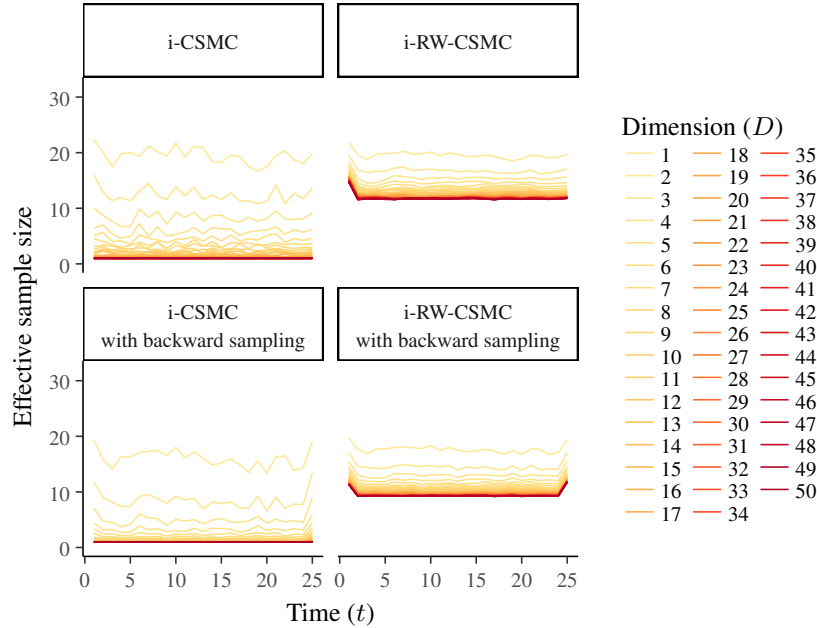 i-CSMC
i-RW-CSMC
30
20
10
0
i-CSMC
with backward sampling
i-RW-CSMC
with backward sampling
30
20
10
0
0 5 10 15 20 25
0 5 10 15 20 25
Time (t)
Effective sample size
Dimension (D)
1 18 35
2 19 36
3 20 37
4 21 38
5 22 39
6 23 40
7 24 41
8 25 42
9 26 43
10 27 44
11 28 45
12 29 46
13 30 47
14 31 48
15 32 49
16 33 50
17 34